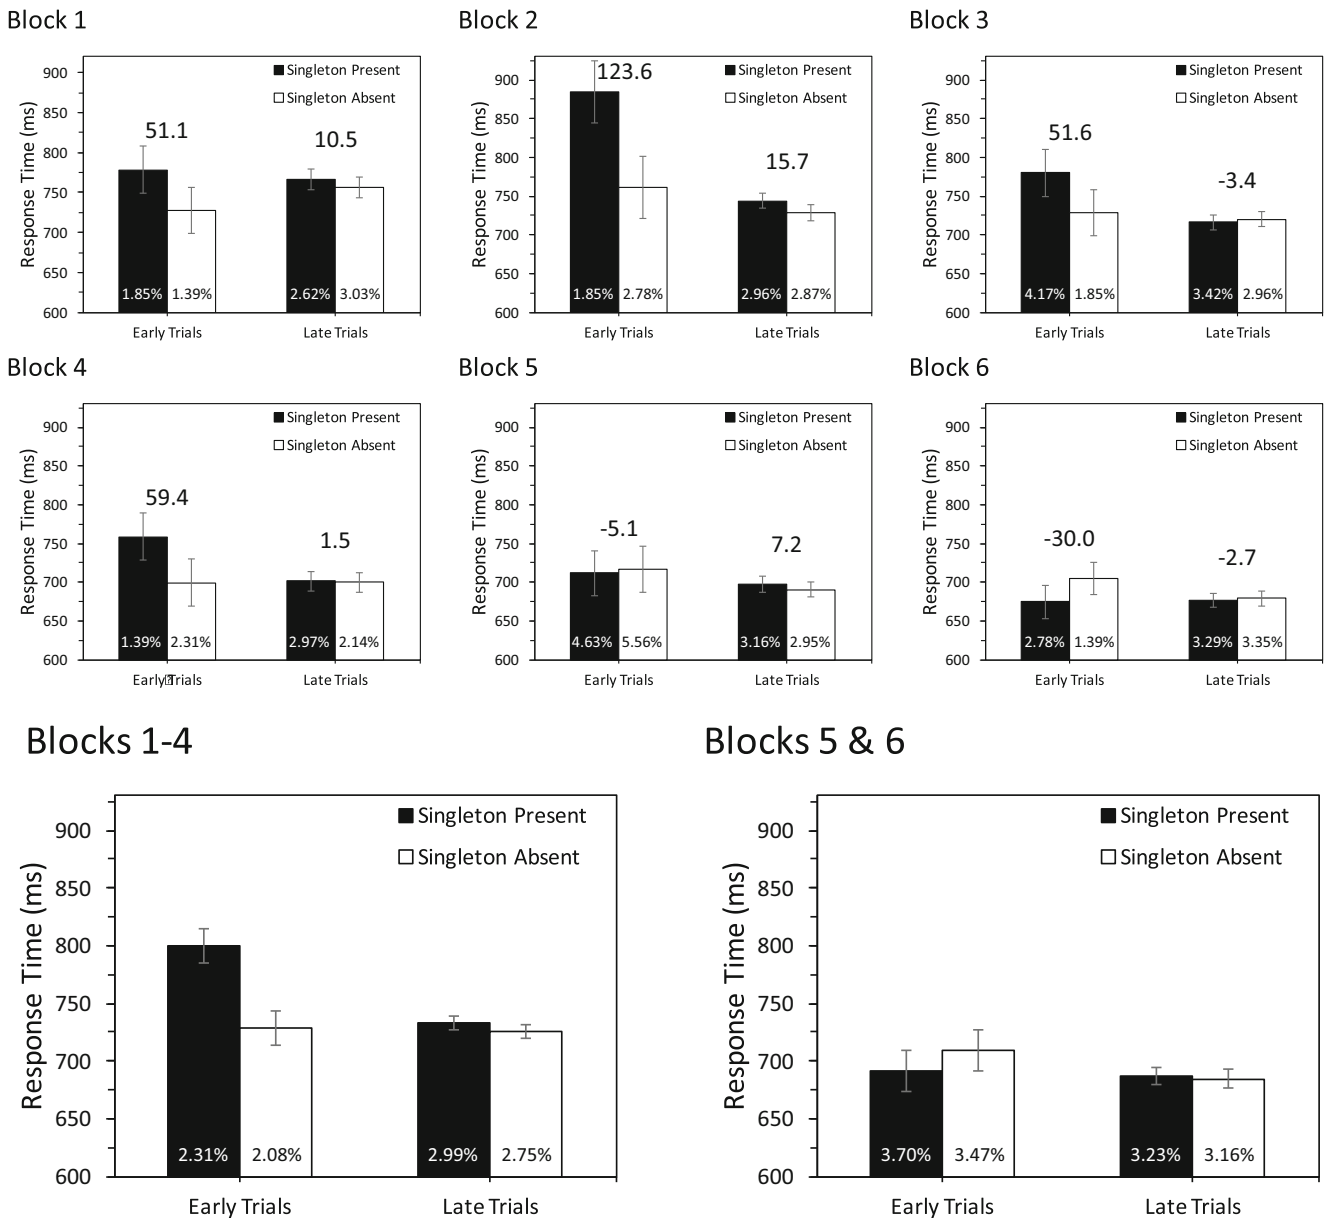 Block 1
Block 2
Block 3
Singleton Present
Singleton Absent
51.1
10.5
Response Time (ms)
900
850
800
750
700
650
600
1.85%
1.39%
2.62%
3.03%
Early Trials
Late Trials
Singleton Present
Singleton Absent
123.6
15.7
Response Time (ms)
900
850
800
750
700
650
600
1.85%
2.78%
2.96%
2.87%
Early Trials
Late Trials
Singleton Present
Singleton Absent
51.6
-3.4
Response Time (ms)
900
850
800
750
700
650
600
4.17%
1.85%
3.42%
2.96%
Early Trials
Late Trials
Block 4
Block 5
Block 6
Singleton Present
Singleton Absent
59.4
1.5
Response Time (ms)
900
850
800
750
700
650
600
1.39%
2.31%
2.97%
2.14%
Early Trials
Late Trials
Singleton Present
Singleton Absent
-5.1
7.2
Response Time (ms)
900
850
800
750
700
650
600
4.63%
5.56%
3.16%
2.95%
Early Trials
Late Trials
Singleton Present
Singleton Absent
-30.0
-2.7
Response Time (ms)
900
850
800
750
700
650
600
2.78%
1.39%
3.29%
3.35%
Early Trials
Late Trials
Blocks 1-4
Blocks 5 & 6
Singleton Present
Singleton Absent
Response Time (ms)
900
850
800
750
700
650
600
2.31%
2.08%
2.99%
2.75%
Early Trials
Late Trials
Singleton Present
Singleton Absent
Response Time (ms)
900
850
800
750
700
650
600
3.70%
3.47%
3.23%
3.16%
Early Trials
Late Trials